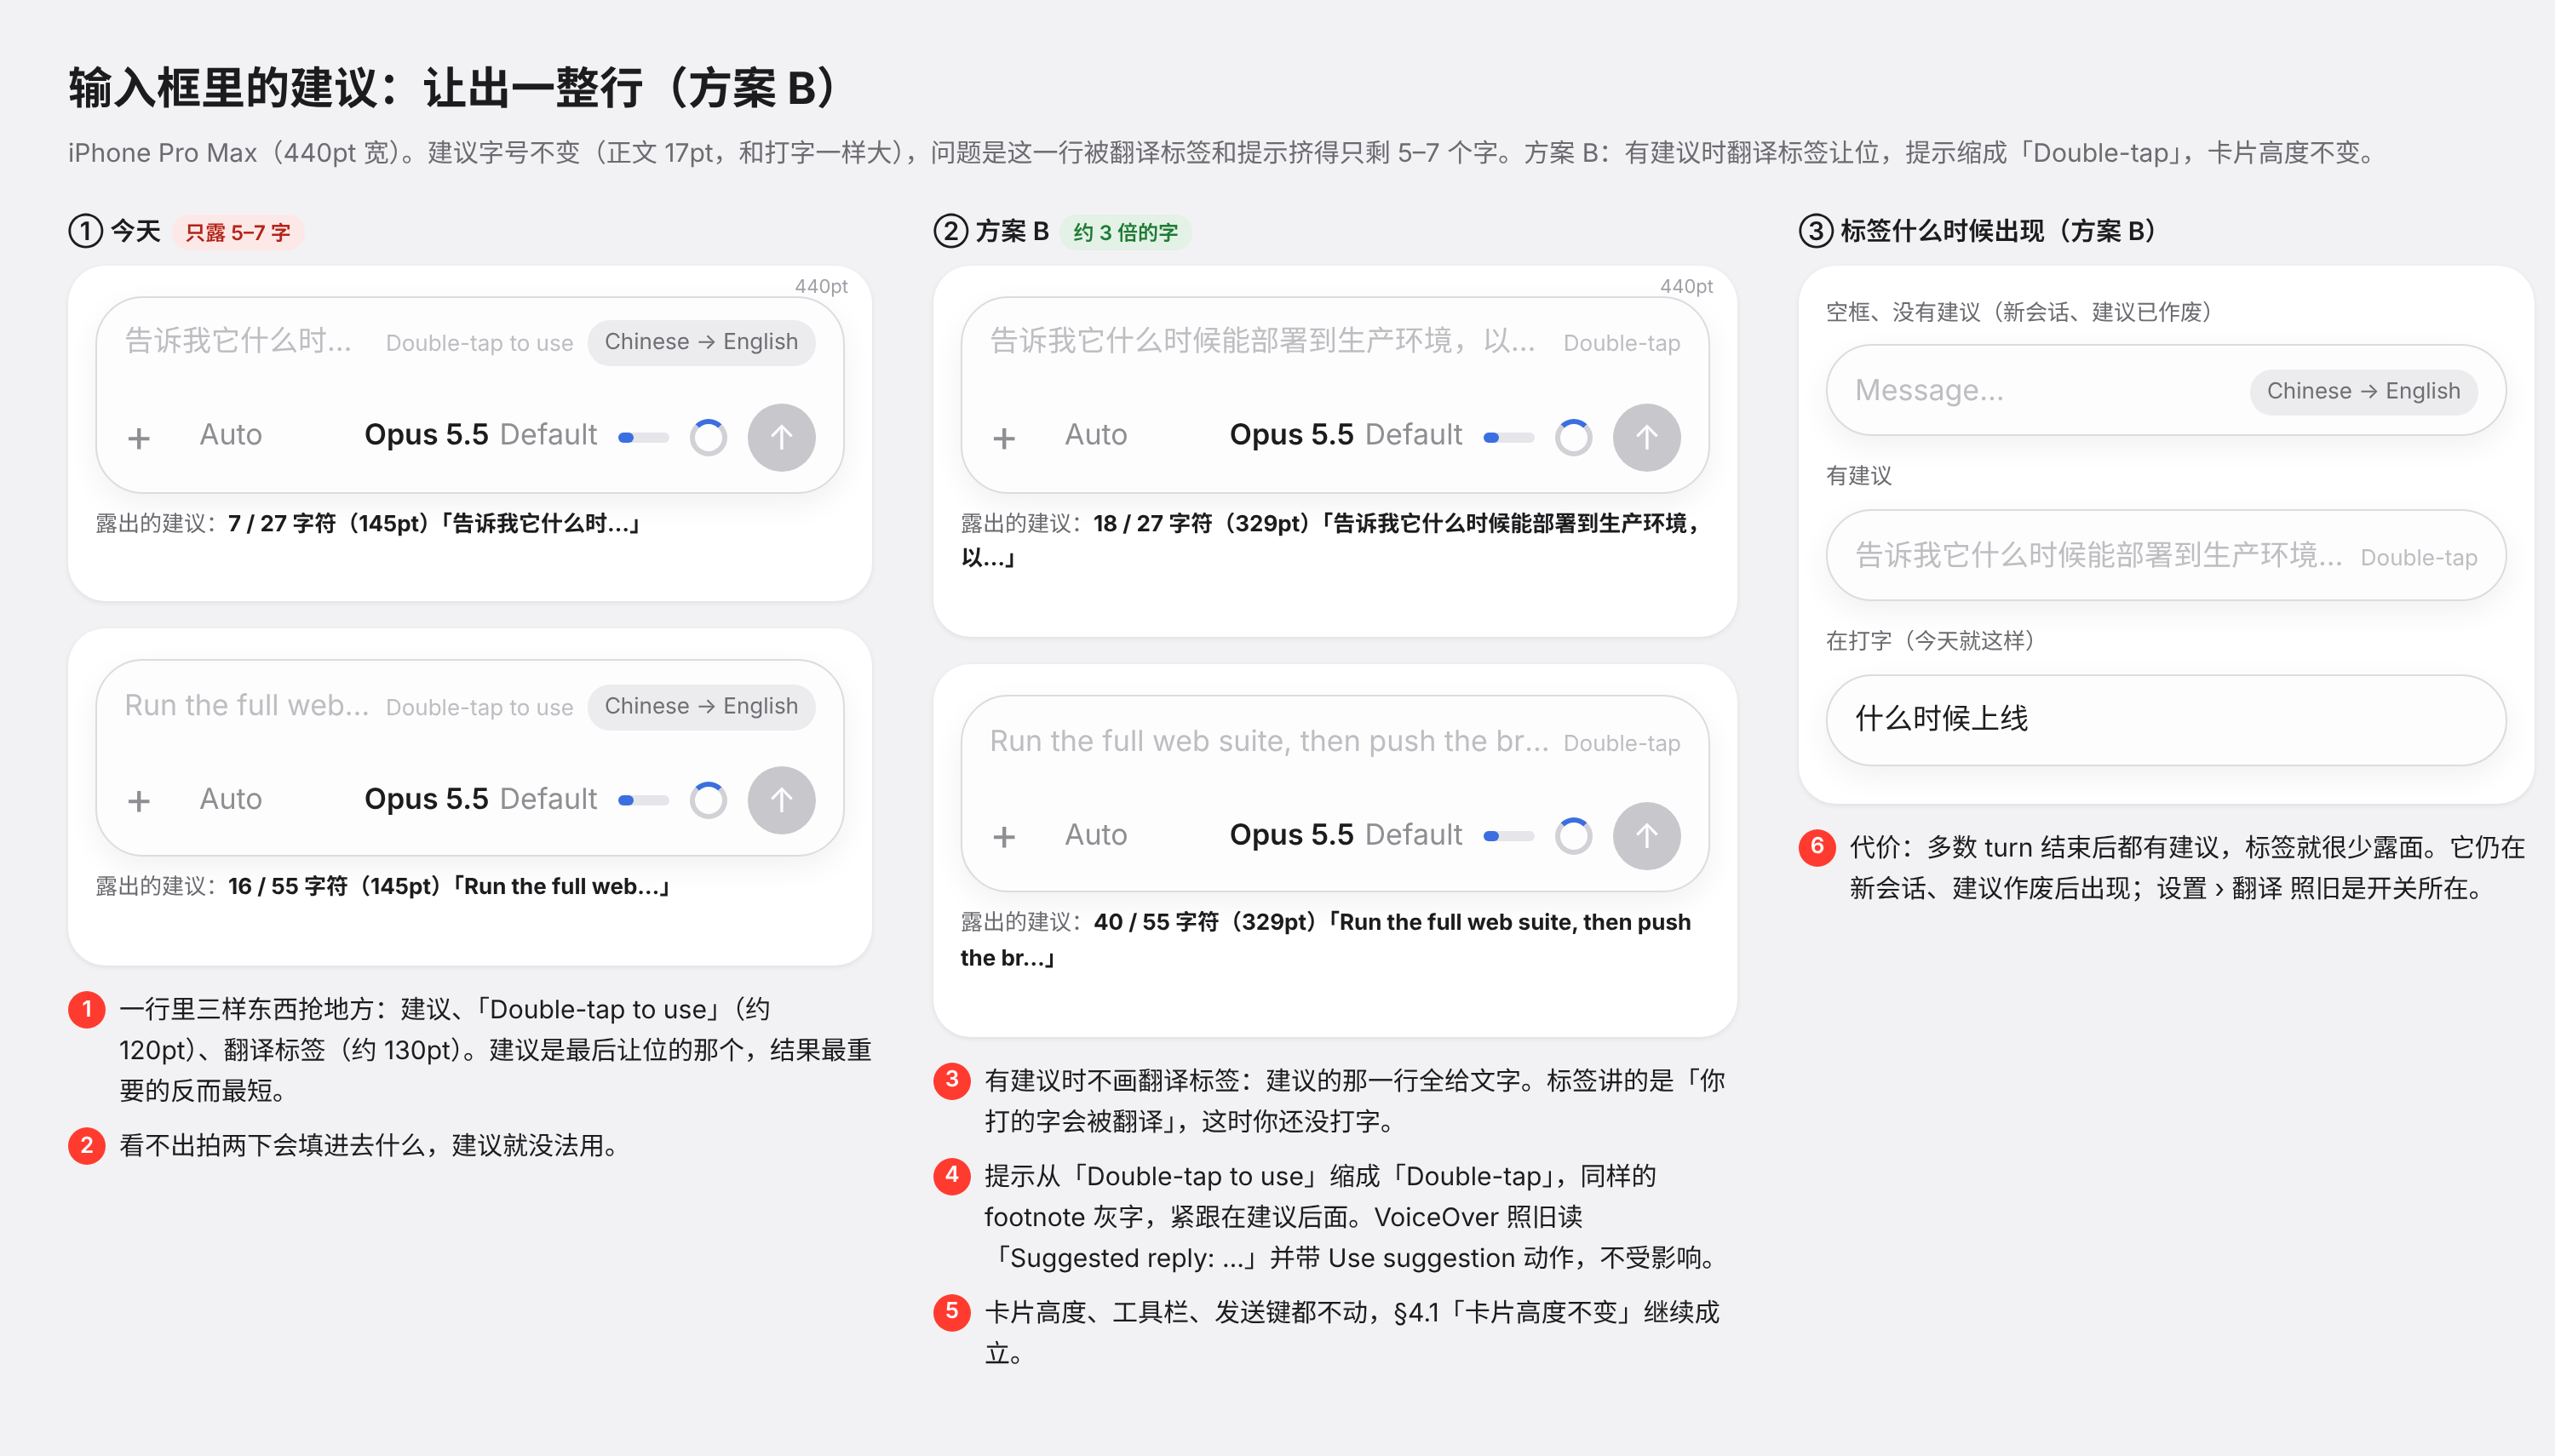 输入框里的建议：让出一整行（方案 B）
iPhone Pro Max（440pt 宽）。建议字号不变（正文 17pt，和打字一样大），问题是这一行被翻译标签和提示挤得只剩 5–7 个字。方案 B：有建议时翻译标签让位，提示缩成「Double-tap」，卡片高度不变。
① 今天 只露 5–7 字
440pt
告诉我它什么时… Double-tap to use Chinese → English
+ Auto Opus 5.5 Default
露出的建议：7 / 27 字符（145pt）「告诉我它什么时…」
Run the full web… Double-tap to use Chinese → English
+ Auto Opus 5.5 Default
露出的建议：16 / 55 字符（145pt）「Run the full web…」
1 一行里三样东西抢地方：建议、「Double-tap to use」（约
120pt）、翻译标签（约 130pt）。建议是最后让位的那个，结果最重
要的反而最短。
2 看不出拍两下会填进去什么，建议就没法用。
② 方案 B 约 3 倍的字
440pt
告诉我它什么时候能部署到生产环境，以… Double-tap
+ Auto Opus 5.5 Default
露出的建议：18 / 27 字符（329pt）「告诉我它什么时候能部署到生产环境，
以…」
Run the full web suite, then push the br… Double-tap
+ Auto Opus 5.5 Default
露出的建议：40 / 55 字符（329pt）「Run the full web suite, then push
the br…」
3 有建议时不画翻译标签：建议的那一行全给文字。标签讲的是「你
打的字会被翻译」，这时你还没打字。
4 提示从「Double-tap to use」缩成「Double-tap」，同样的
footnote 灰字，紧跟在建议后面。VoiceOver 照旧读
「Suggested reply: …」并带 Use suggestion 动作，不受影响。
5 卡片高度、工具栏、发送键都不动，§4.1「卡片高度不变」继续成
立。
③ 标签什么时候出现（方案 B）
空框、没有建议（新会话、建议已作废）
Message… Chinese → English
有建议
告诉我它什么时候能部署到生产环境… Double-tap
在打字（今天就这样）
什么时候上线
6 代价：多数 turn 结束后都有建议，标签就很少露面。它仍在
新会话、建议作废后出现；设置 › 翻译 照旧是开关所在。